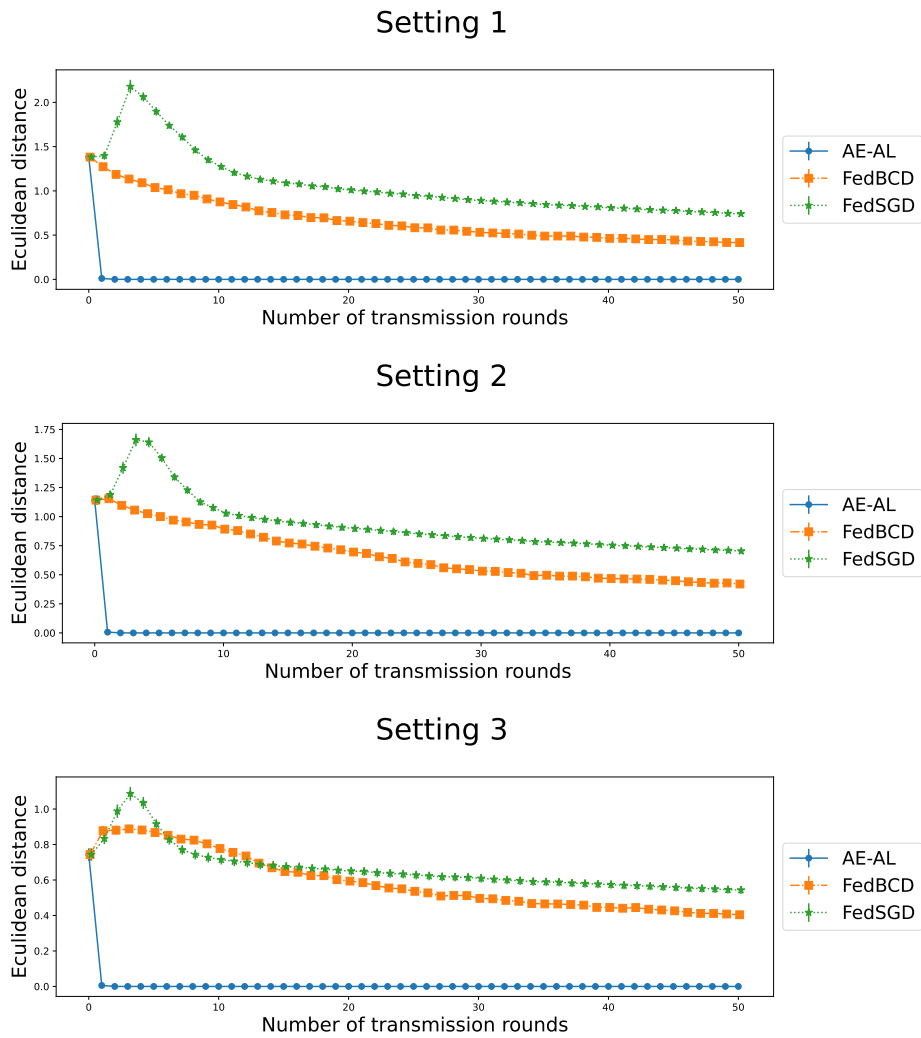 Setting 1
Eculidean distance
2.0
1.5
1.0
0.5
0.0
0 10 20 30 40 50
Number of transmission rounds
AE-AL
FedBCD
FedSGD
Setting 2
Eculidean distance
1.75
1.50
1.25
1.00
0.75
0.50
0.25
0.00
0 10 20 30 40 50
Number of transmission rounds
AE-AL
FedBCD
FedSGD
Setting 3
Eculidean distance
1.0
0.8
0.6
0.4
0.2
0.0
0 10 20 30 40 50
Number of transmission rounds
AE-AL
FedBCD
FedSGD